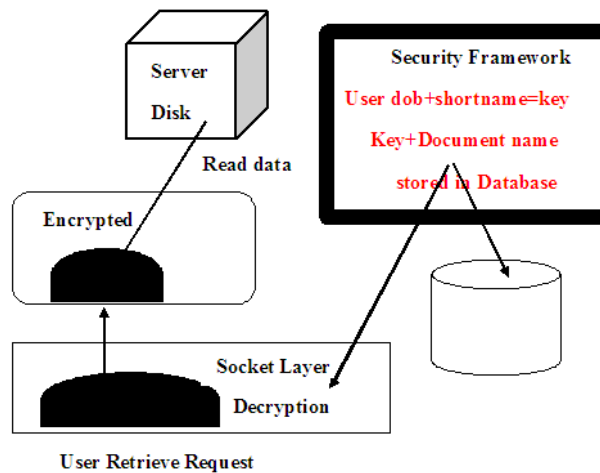 Server
Disk
Read data
Security Framework
User dob+shortname=key
Key+Document name
stored in Database
Encrypted
Socket Layer
Decryption
User Retrieve Request